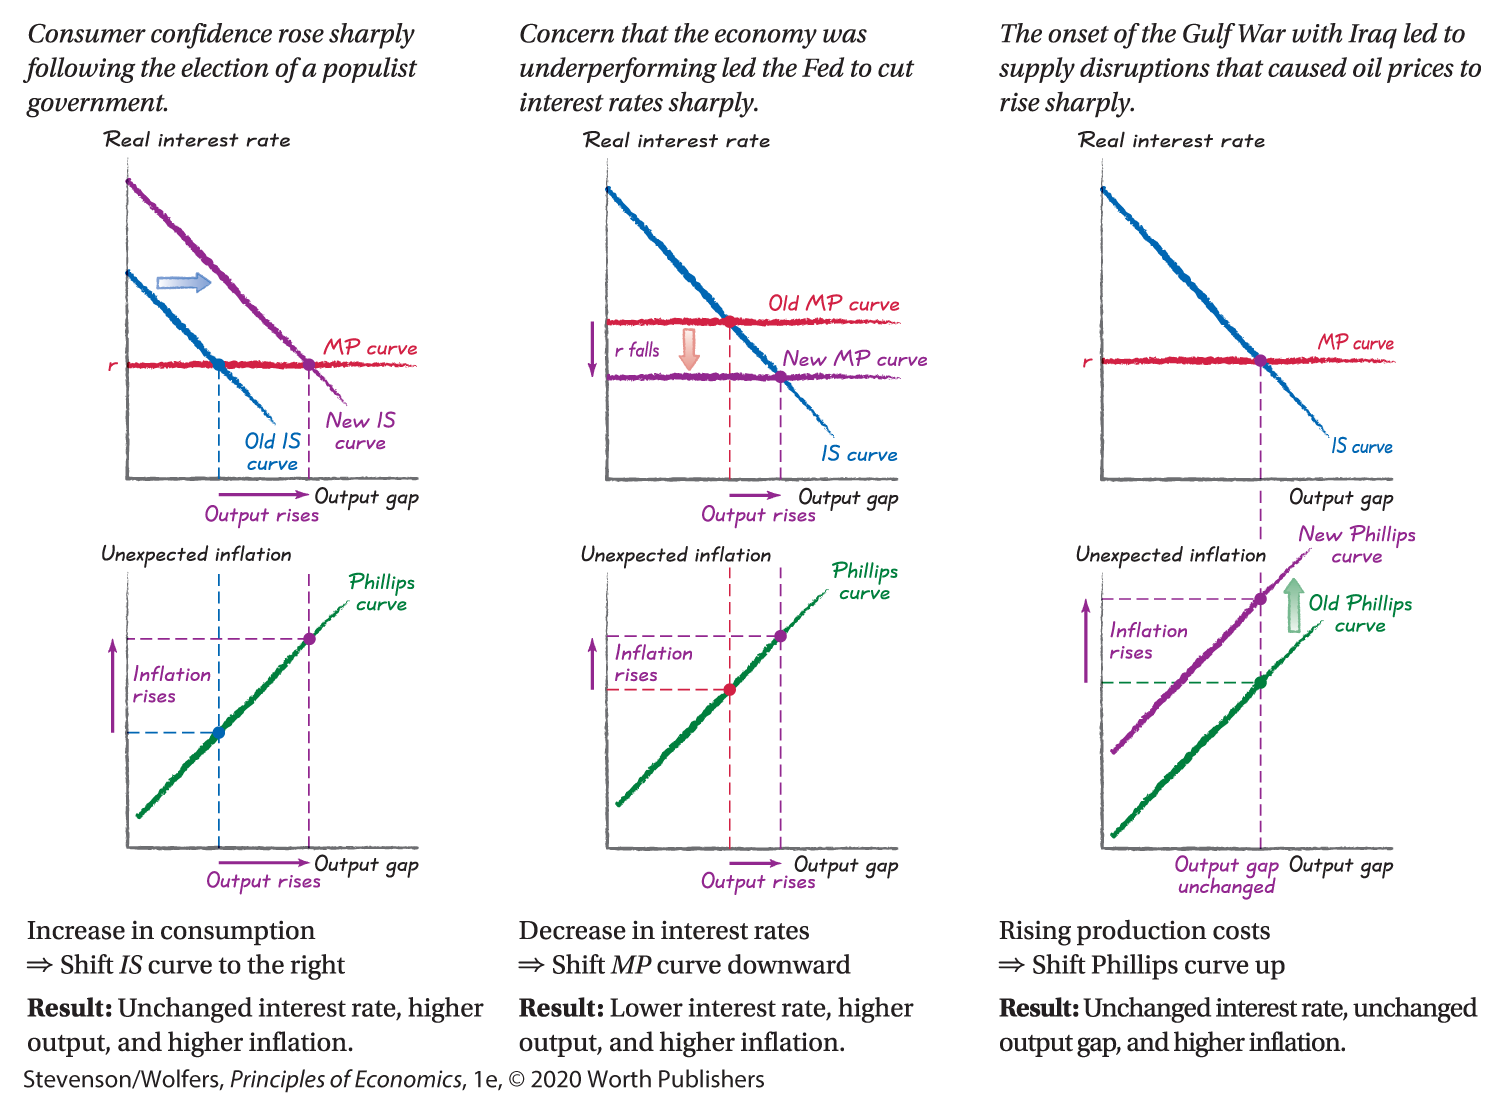 Consumer confidence rose sharply
following the election of a populist
government.
Real interest rate
MP curve
r
New IS
curve
Old IS
curve
Output gap
Output rises
Unexpected inflation
Phillips
curve
Inflation
rises
Output gap
Output rises
Increase in consumption
⇒ Shift IS curve to the right
Result: Unchanged interest rate, higher
output, and higher inflation.
Concern that the economy was
underperforming led the Fed to cut
interest rates sharply.
Real interest rate
Old MP curve
r falls
New MP curve
IS curve
Output gap
Output rises
Unexpected inflation
Phillips
curve
Inflation
rises
Output gap
Output rises
Decrease in interest rates
⇒ Shift MP curve downward
Result: Lower interest rate, higher
output, and higher inflation.
The onset of the Gulf War with Iraq led to
supply disruptions that caused oil prices to
rise sharply.
Real interest rate
MP curve
r
IS curve
Output gap
New Phillips
curve
Unexpected inflation
Old Phillips
curve
Inflation
rises
Output gap
unchanged
Output gap
Rising production costs
⇒ Shift Phillips curve up
Result: Unchanged interest rate, unchanged
output gap, and higher inflation.
Stevenson/Wolfers, Principles of Economics, 1e, © 2020 Worth Publishers